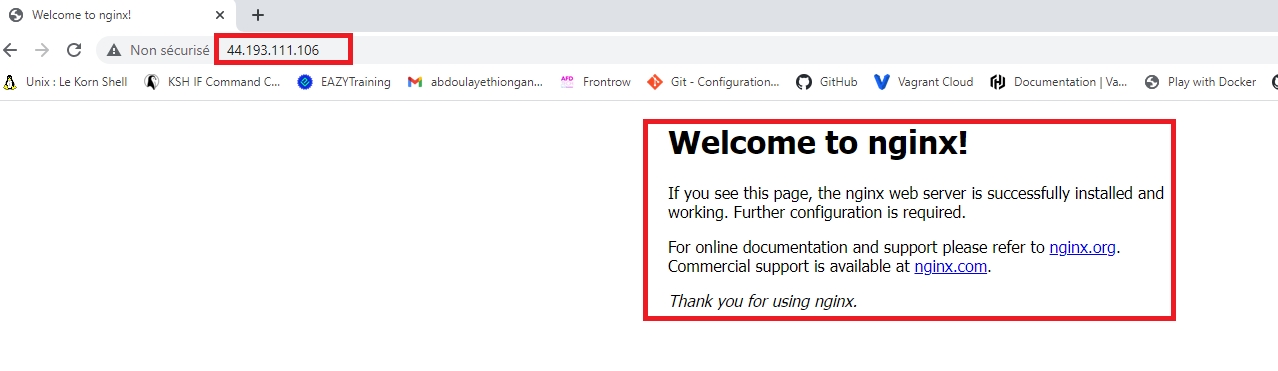 Welcome to nginx!
Non sécurisé 44.193.111.106
Unix : Le Korn Shell KSH IF Command C... EAZYTraining abdoulayethiongan... AFD Frontrow Git - Configuration... GitHub Vagrant Cloud Documentation | Va... Play with Docker
Welcome to nginx!
If you see this page, the nginx web server is successfully installed and
working. Further configuration is required.
For online documentation and support please refer to nginx.org.
Commercial support is available at nginx.com.
Thank you for using nginx.